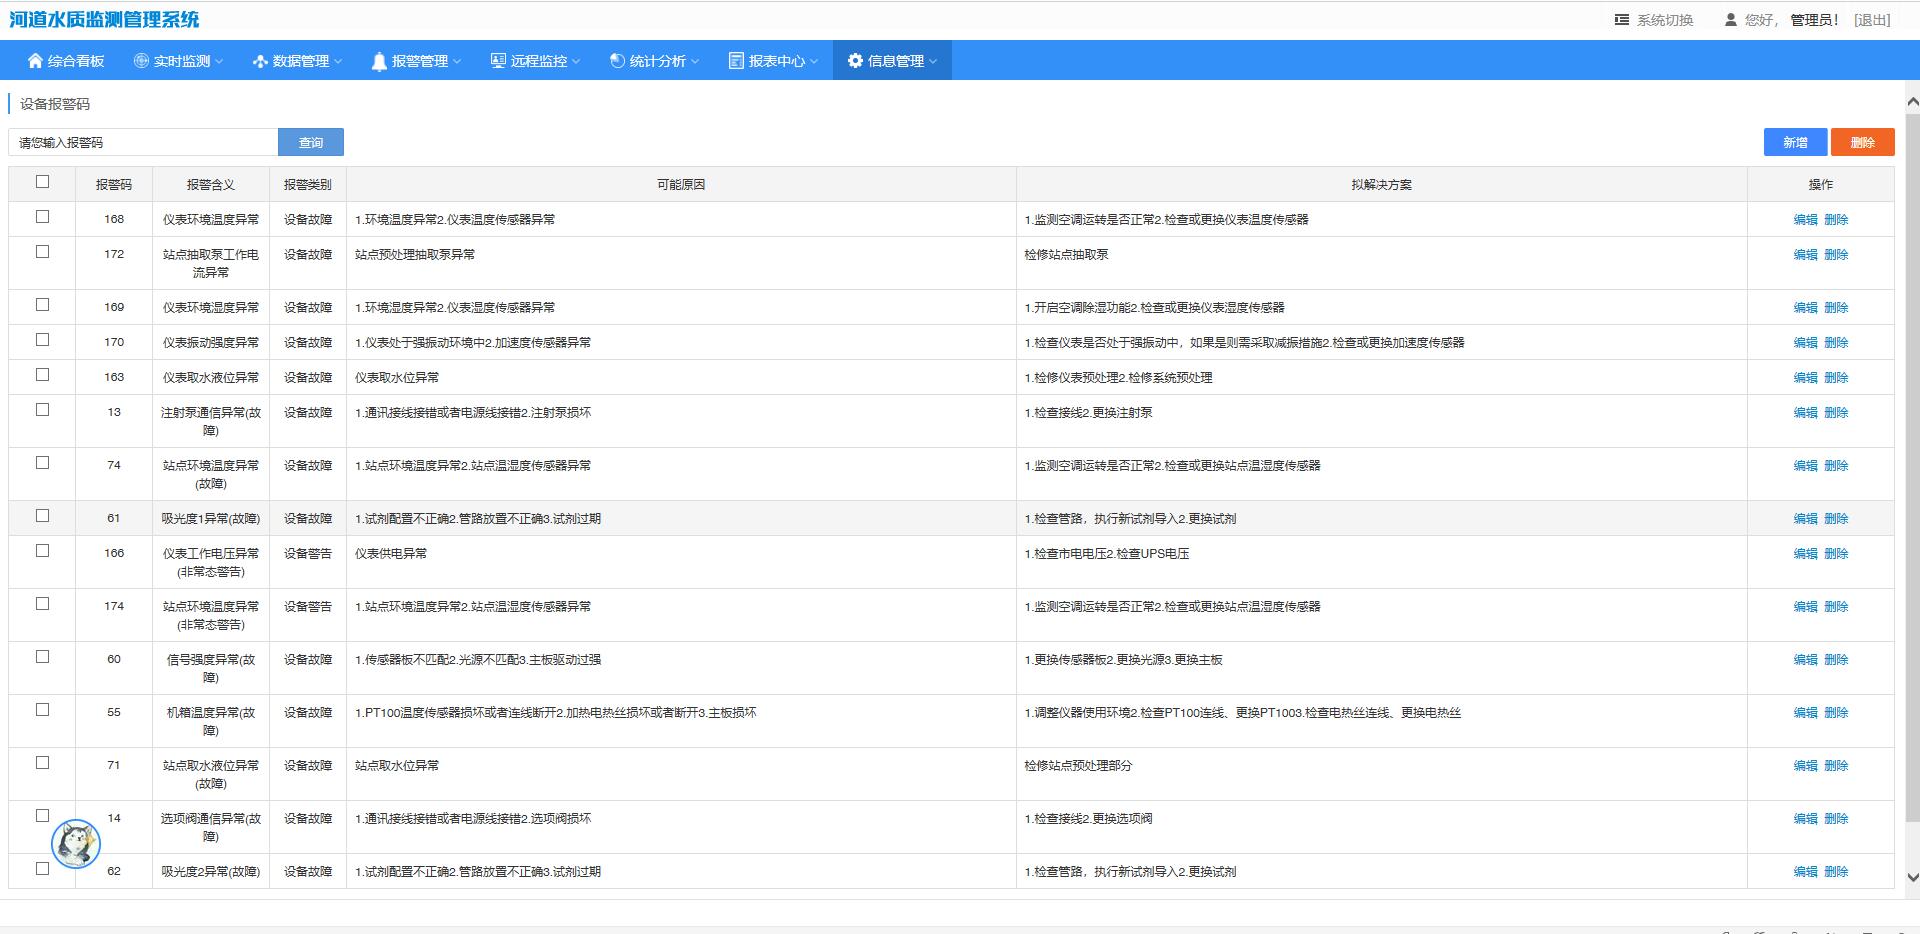 河道水质监测管理系统
系统切换 您好， 管理员！ [退出]
综合看板 实时监测 数据管理 报警管理 远程监控 统计分析 报表中心 信息管理
设备报警码
请您输入报警码 查询 新增 删除
报警码 报警含义 报警类别 可能原因 拟解决方案 操作
168 仪表环境温度异常 设备故障 1.环境温度异常2.仪表温度传感器异常 1.监测空调运转是否正常2.检查或更换仪表温度传感器 编辑 删除
172 站点抽取泵工作电 设备故障 站点预处理抽取泵异常 检修站点抽取泵 编辑 删除
流异常
169 仪表环境湿度异常 设备故障 1.环境湿度异常2.仪表湿度传感器异常 1.开启空调除湿功能2.检查或更换仪表湿度传感器 编辑 删除
170 仪表振动强度异常 设备故障 1.仪表处于强振动环境中2.加速度传感器异常 1.检查仪表是否处于强振动中，如果是则需采取减振措施2.检查或更换加速度传感器 编辑 删除
163 仪表取水液位异常 设备故障 仪表取水位异常 1.检修仪表预处理2.检修系统预处理 编辑 删除
13 注射泵通信异常(故 设备故障 1.通讯接线接错或者电源线接错2.注射泵损坏 1.检查接线2.更换注射泵 编辑 删除
障)
74 站点环境温度异常 设备故障 1.站点环境温度异常2.站点温湿度传感器异常 1.监测空调运转是否正常2.检查或更换站点温湿度传感器 编辑 删除
(故障)
61 吸光度1异常(故障) 设备故障 1.试剂配置不正确2.管路放置不正确3.试剂过期 1.检查管路，执行新试剂导入2.更换试剂 编辑 删除
166 仪表工作电压异常 设备警告 仪表供电异常 1.检查市电电压2.检查UPS电压 编辑 删除
(非常态警告)
174 站点环境温度异常 设备警告 1.站点环境温度异常2.站点温湿度传感器异常 1.监测空调运转是否正常2.检查或更换站点温湿度传感器 编辑 删除
(非常态警告)
60 信号强度异常(故 设备故障 1.传感器板不匹配2.光源不匹配3.主板驱动过强 1.更换传感器板2.更换光源3.更换主板 编辑 删除
障)
55 机箱温度异常(故 设备故障 1.PT100温度传感器损坏或者连线断开2.加热电热丝损坏或者断开3.主板损坏 1.调整仪器使用环境2.检查PT100连线、更换PT1003.检查电热丝连线、更换电热丝 编辑 删除
障)
71 站点取水液位异常 设备故障 站点取水位异常 检修站点预处理部分 编辑 删除
(故障)
14 选项阀通信异常(故 设备故障 1.通讯接线接错或者电源线接错2.选项阀损坏 1.检查接线2.更换选项阀 编辑 删除
障)
62 吸光度2异常(故障) 设备故障 1.试剂配置不正确2.管路放置不正确3.试剂过期 1.检查管路，执行新试剂导入2.更换试剂 编辑 删除